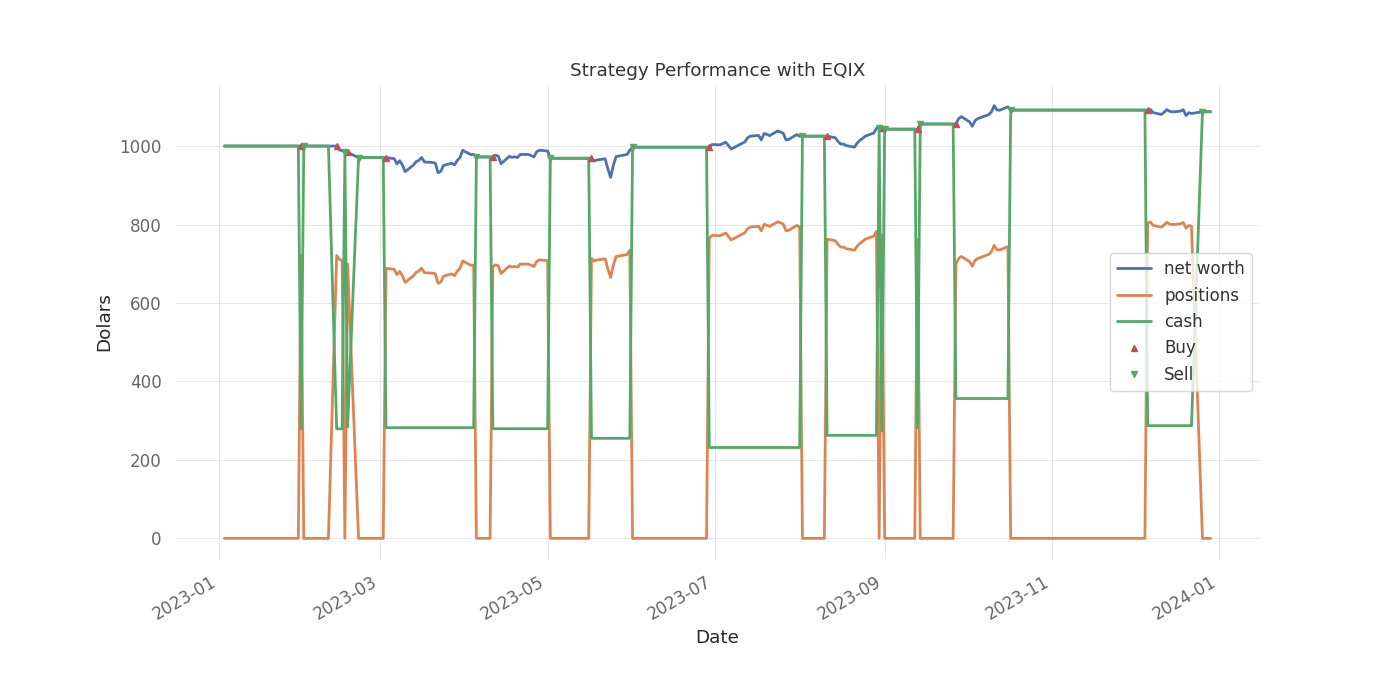 Strategy Performance with EQIX
Dolars
1000
800
600
400
200
0
net worth
positions
cash
Buy
Sell
2023-01
2023-03
2023-05
2023-07
2023-09
2023-11
2024-01
Date